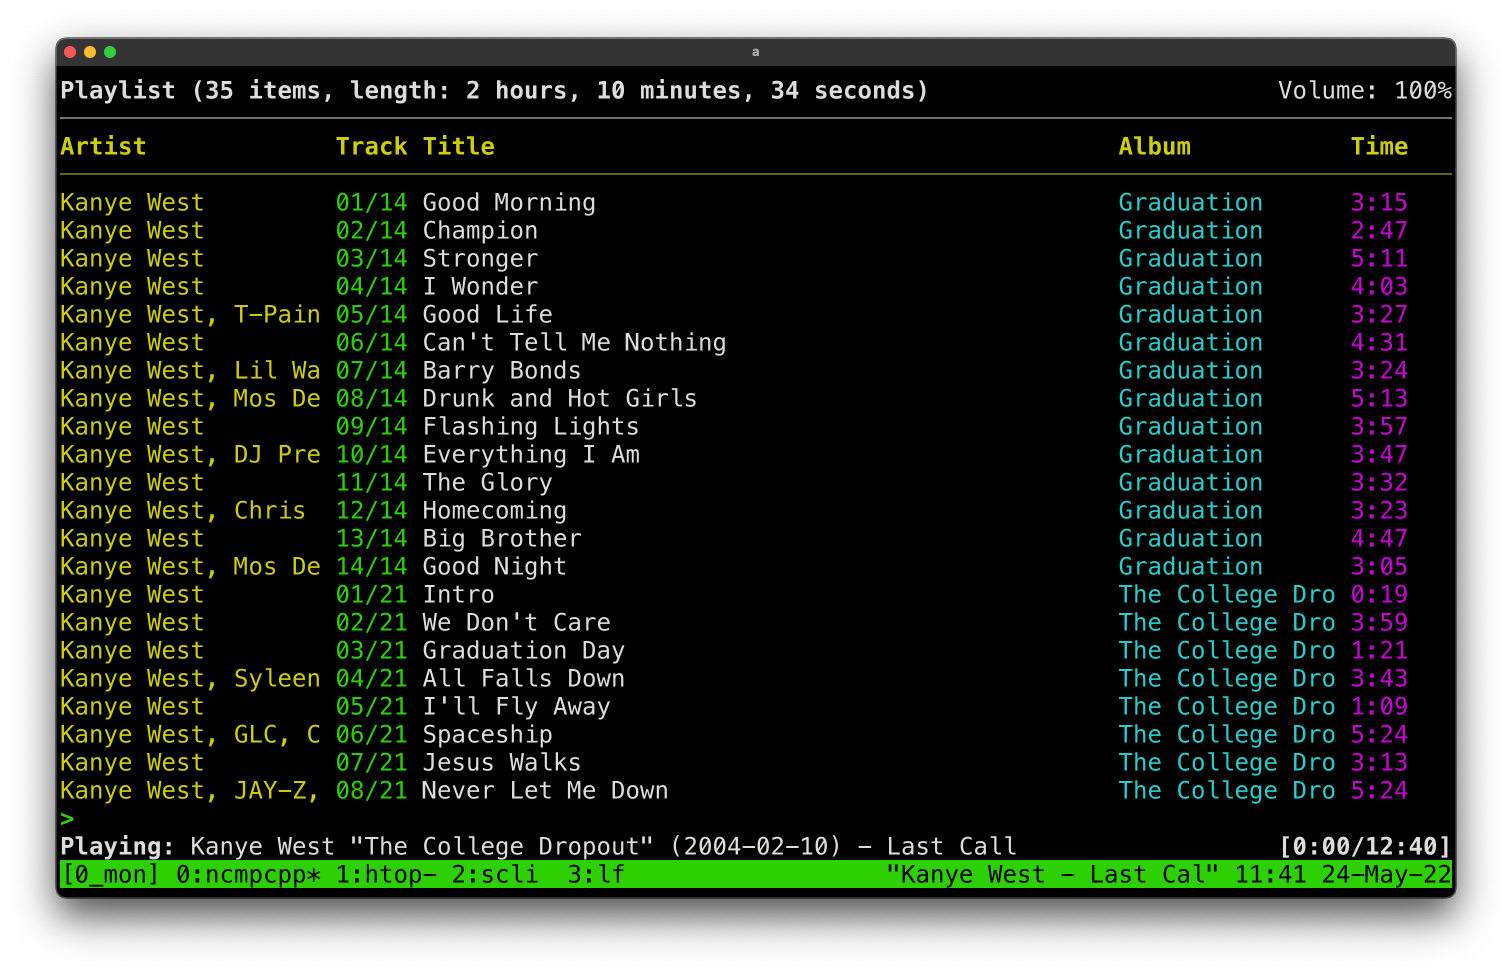 a
Playlist (35 items, length: 2 hours, 10 minutes, 34 seconds) Volume: 100%
Artist Track Title Album Time
Kanye West 01/14 Good Morning Graduation 3:15
Kanye West 02/14 Champion Graduation 2:47
Kanye West 03/14 Stronger Graduation 5:11
Kanye West 04/14 I Wonder Graduation 4:03
Kanye West, T-Pain 05/14 Good Life Graduation 3:27
Kanye West 06/14 Can't Tell Me Nothing Graduation 4:31
Kanye West, Lil Wa 07/14 Barry Bonds Graduation 3:24
Kanye West, Mos De 08/14 Drunk and Hot Girls Graduation 5:13
Kanye West 09/14 Flashing Lights Graduation 3:57
Kanye West, DJ Pre 10/14 Everything I Am Graduation 3:47
Kanye West 11/14 The Glory Graduation 3:32
Kanye West, Chris 12/14 Homecoming Graduation 3:23
Kanye West 13/14 Big Brother Graduation 4:47
Kanye West, Mos De 14/14 Good Night Graduation 3:05
Kanye West 01/21 Intro The College Dro 0:19
Kanye West 02/21 We Don't Care The College Dro 3:59
Kanye West 03/21 Graduation Day The College Dro 1:21
Kanye West, Syleen 04/21 All Falls Down The College Dro 3:43
Kanye West 05/21 I'll Fly Away The College Dro 1:09
Kanye West, GLC, C 06/21 Spaceship The College Dro 5:24
Kanye West 07/21 Jesus Walks The College Dro 3:13
Kanye West, JAY-Z, 08/21 Never Let Me Down The College Dro 5:24
>
Playing: Kanye West "The College Dropout" (2004-02-10) - Last Call [0:00/12:40]
[0_mon] 0:ncmpcpp* 1:htop- 2:scli 3:lf "Kanye West - Last Cal" 11:41 24-May-22